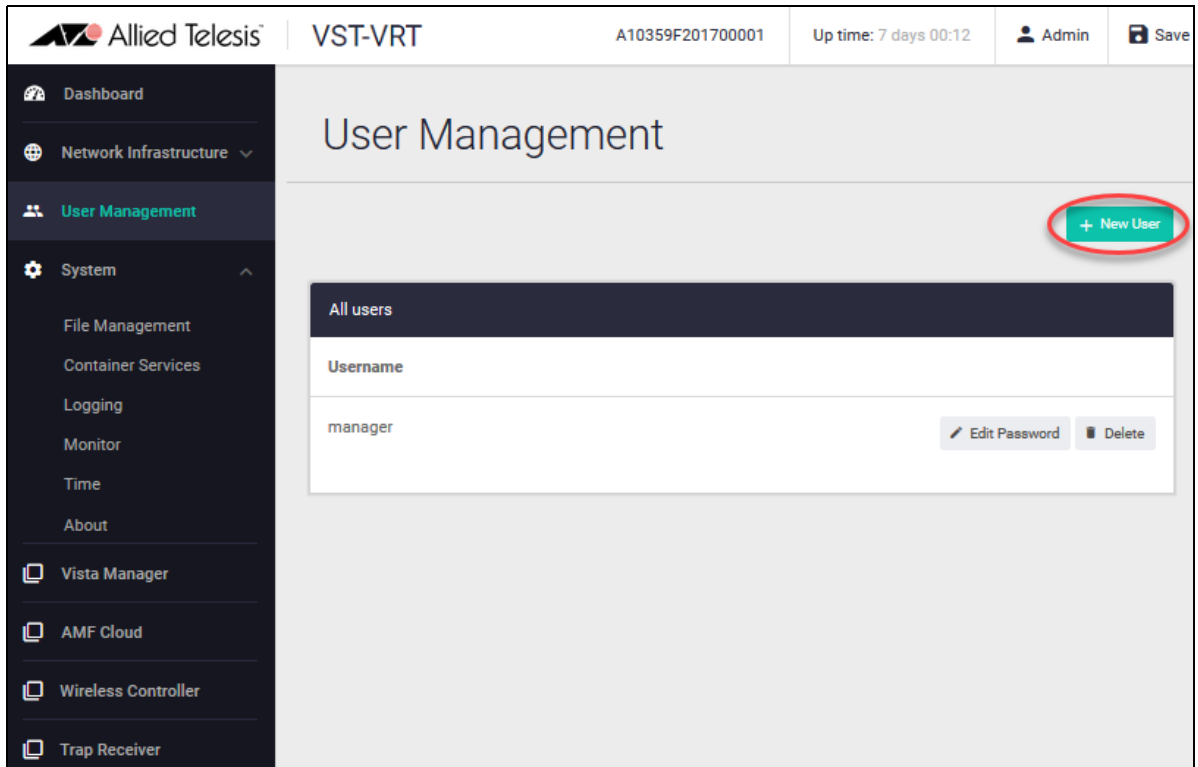 Allied Telesis™
VST-VRT
A10359F201700001
Up time: 7 days 00:12
Admin
Save
Dashboard
Network Infrastructure
User Management
System
File Management
Container Services
Logging
Monitor
Time
About
Vista Manager
AMF Cloud
Wireless Controller
Trap Receiver
User Management
+ New User
All users
Username
manager
Edit Password
Delete